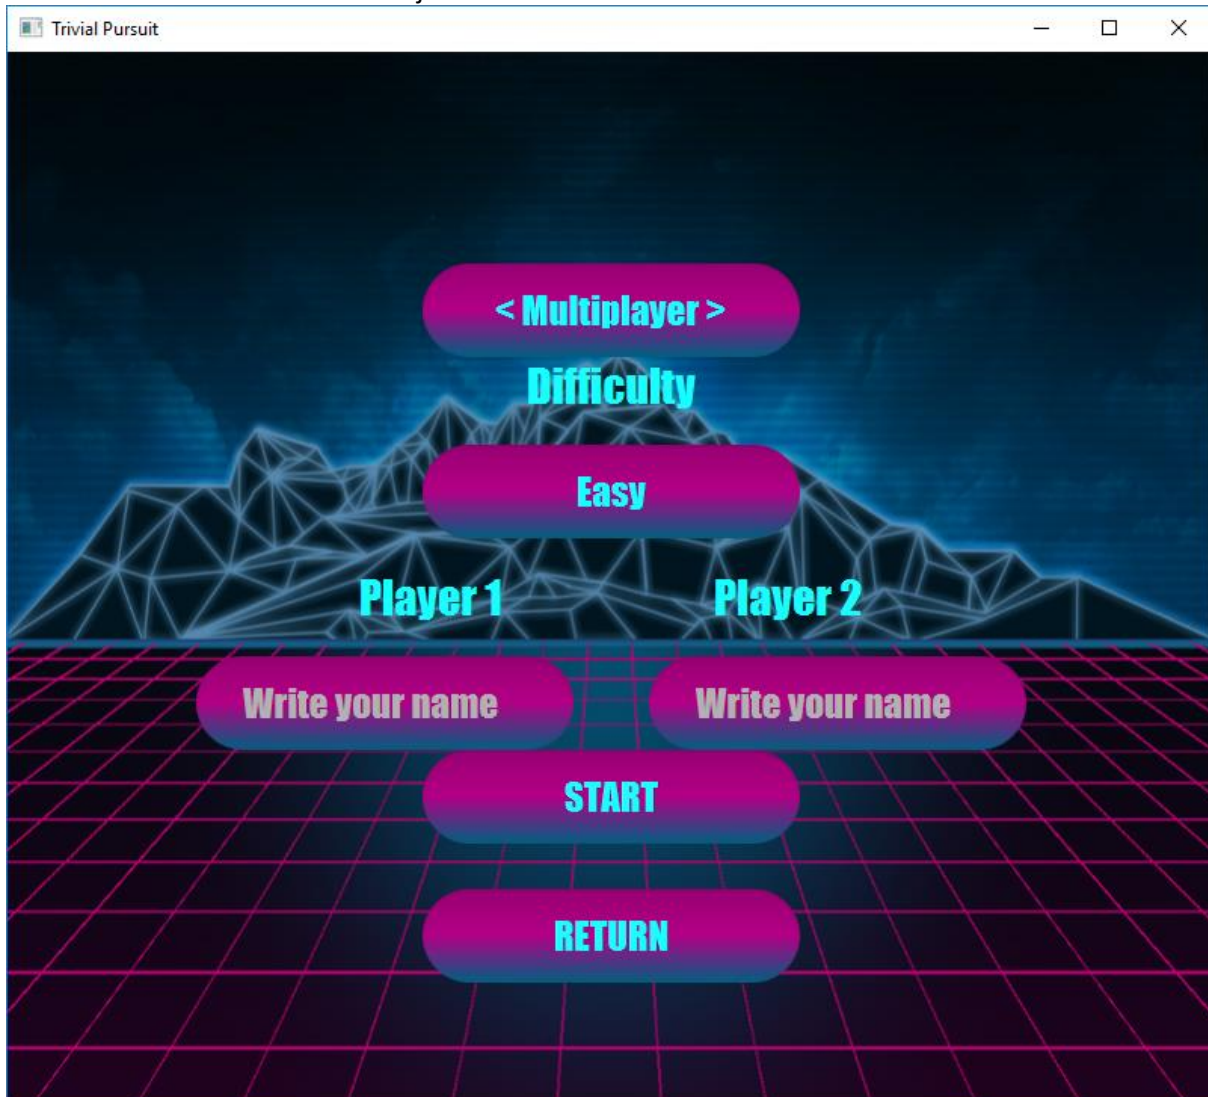 Trivial Pursuit
< Multiplayer >
Difficulty
Easy
Player 1 Player 2
Write your name Write your name
START
RETURN